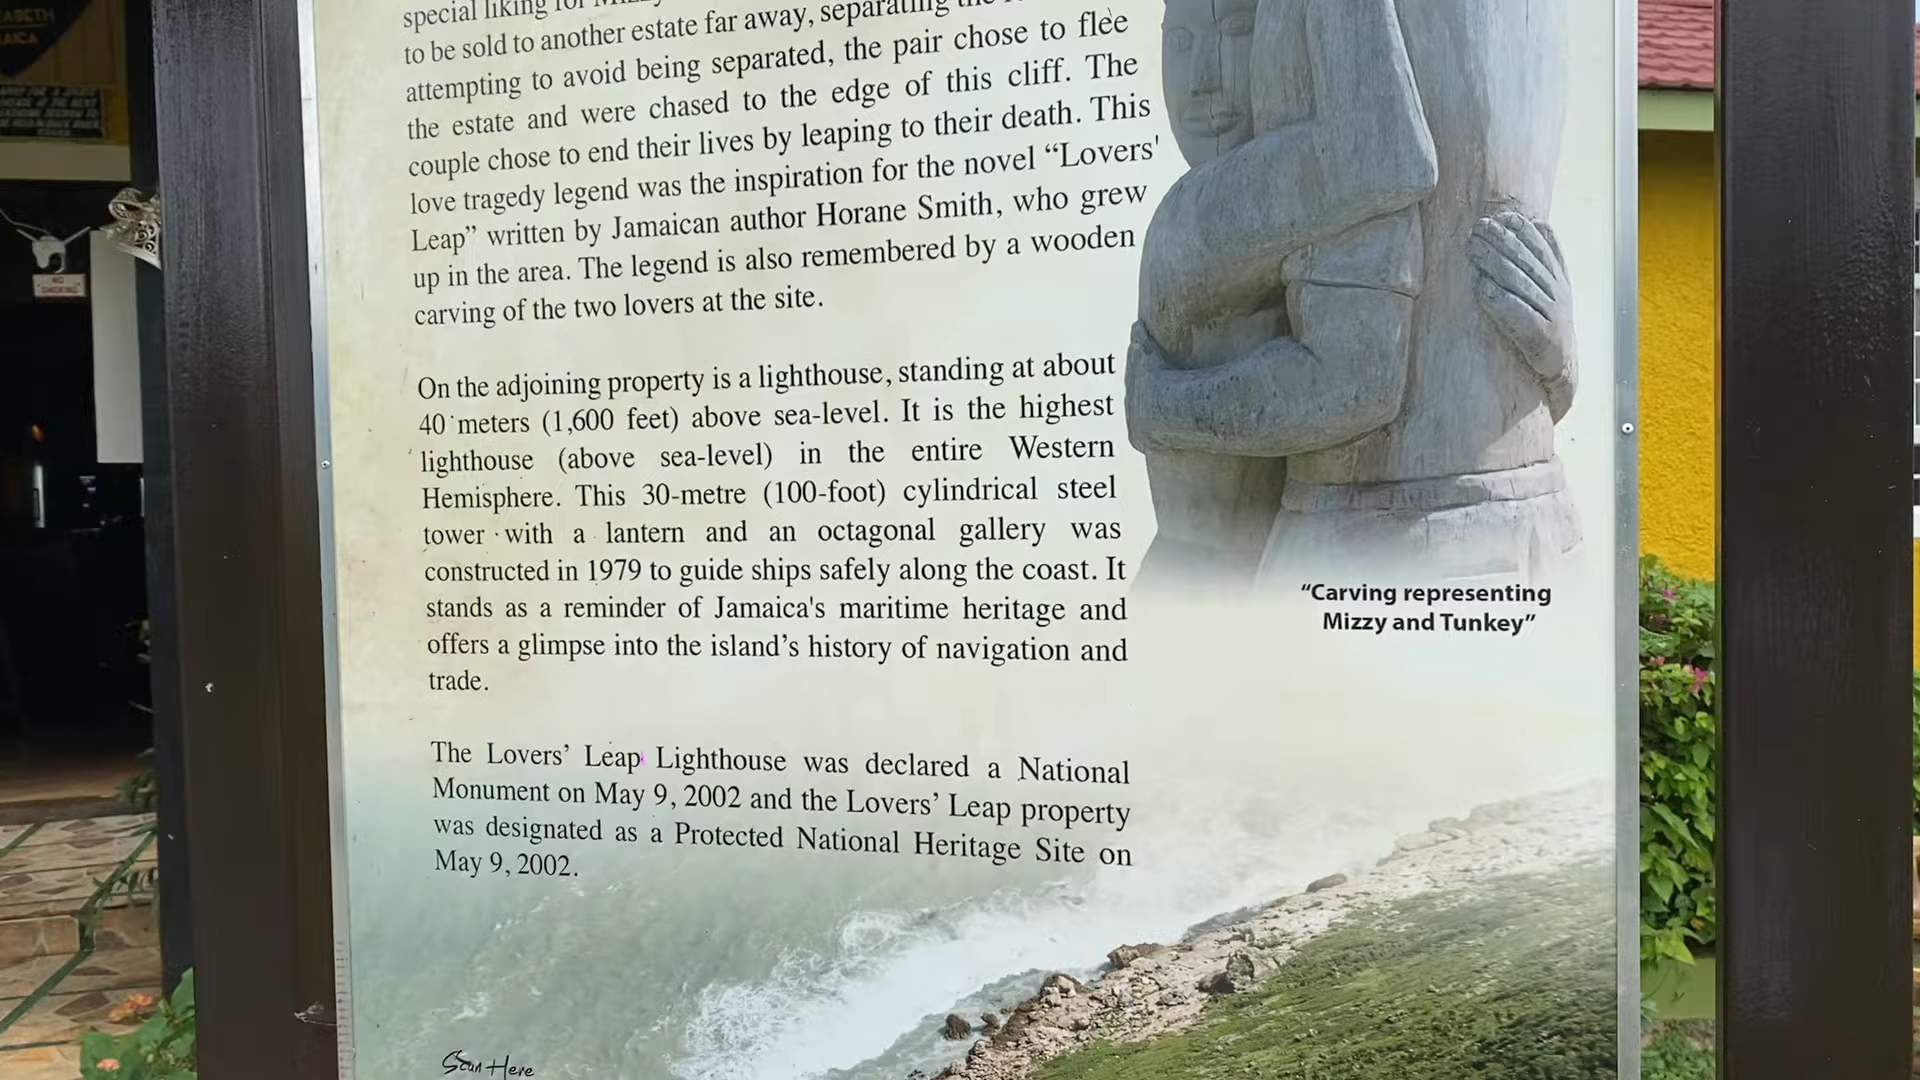 special liking for
to be sold to another estate far away, separating the
attempting to avoid being separated, the pair chose to flee
the estate and were chased to the edge of this cliff. The
couple chose to end their lives by leaping to their death. This
love tragedy legend was the inspiration for the novel “Lovers'
Leap” written by Jamaican author Horane Smith, who grew
up in the area. The legend is also remembered by a wooden
carving of the two lovers at the site.
On the adjoining property is a lighthouse, standing at about
40 meters (1,600 feet) above sea-level. It is the highest
lighthouse (above sea-level) in the entire Western
Hemisphere. This 30-metre (100-foot) cylindrical steel
tower with a lantern and an octagonal gallery was
constructed in 1979 to guide ships safely along the coast. It
stands as a reminder of Jamaica's maritime heritage and
offers a glimpse into the island’s history of navigation and
trade.
The Lovers’ Leap Lighthouse was declared a National
Monument on May 9, 2002 and the Lovers’ Leap property
was designated as a Protected National Heritage Site on
May 9, 2002.
“Carving representing
Mizzy and Tunkey”
Scan Here
NO
SMOKING